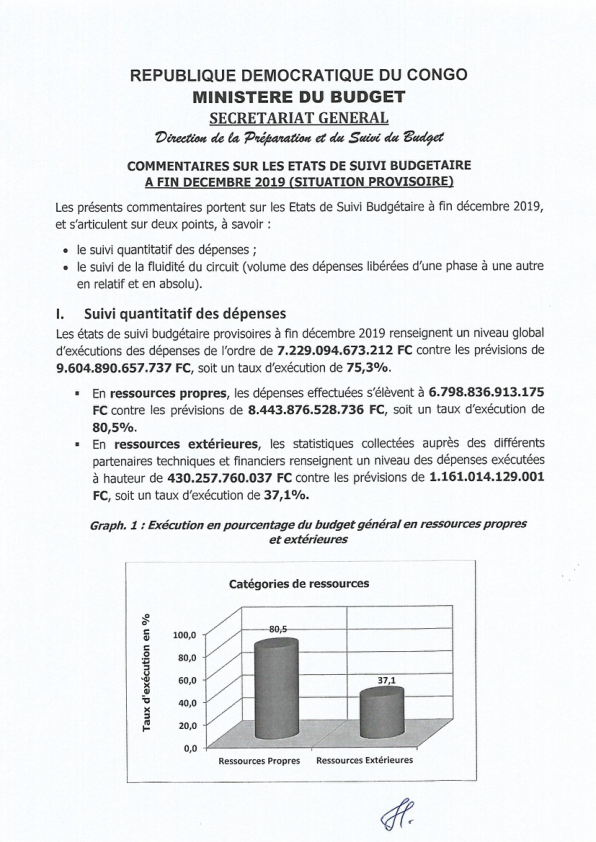 REPUBLIQUE DEMOCRATIQUE DU CONGO
MINISTERE DU BUDGET
SECRETARIAT GENERAL
Direction de la Préparation et du Suivi du Budget
COMMENTAIRES SUR LES ETATS DE SUIVI BUDGETAIRE
A FIN DECEMBRE 2019 (SITUATION PROVISOIRE)
Les présents commentaires portent sur les Etats de Suivi Budgétaire à fin décembre 2019,
et s'articulent sur deux points, à savoir :
• le suivi quantitatif des dépenses ;
• le suivi de la fluidité du circuit (volume des dépenses libérées d'une phase à une autre
en relatif et en absolu).
I. Suivi quantitatif des dépenses
Les états de suivi budgétaire provisoires à fin décembre 2019 renseignent un niveau global
d'exécutions des dépenses de l'ordre de 7.229.094.673.212 FC contre les prévisions de
9.604.890.657.737 FC, soit un taux d'exécution de 75,3%.
▪ En ressources propres, les dépenses effectuées s'élèvent à 6.798.836.913.175
FC contre les prévisions de 8.443.876.528.736 FC, soit un taux d'exécution de
80,5%.
▪ En ressources extérieures, les statistiques collectées auprès des différents
partenaires techniques et financiers renseignent un niveau des dépenses exécutées
à hauteur de 430.257.760.037 FC contre les prévisions de 1.161.014.129.001
FC, soit un taux d'exécution de 37,1%.
Graph. 1 : Exécution en pourcentage du budget général en ressources propres
et extérieures
Catégories de ressources
Taux d'exécution en %
100,0
80,0
60,0
40,0
20,0
0,0
80,5
37,1
Ressources Propres
Ressources Extérieures